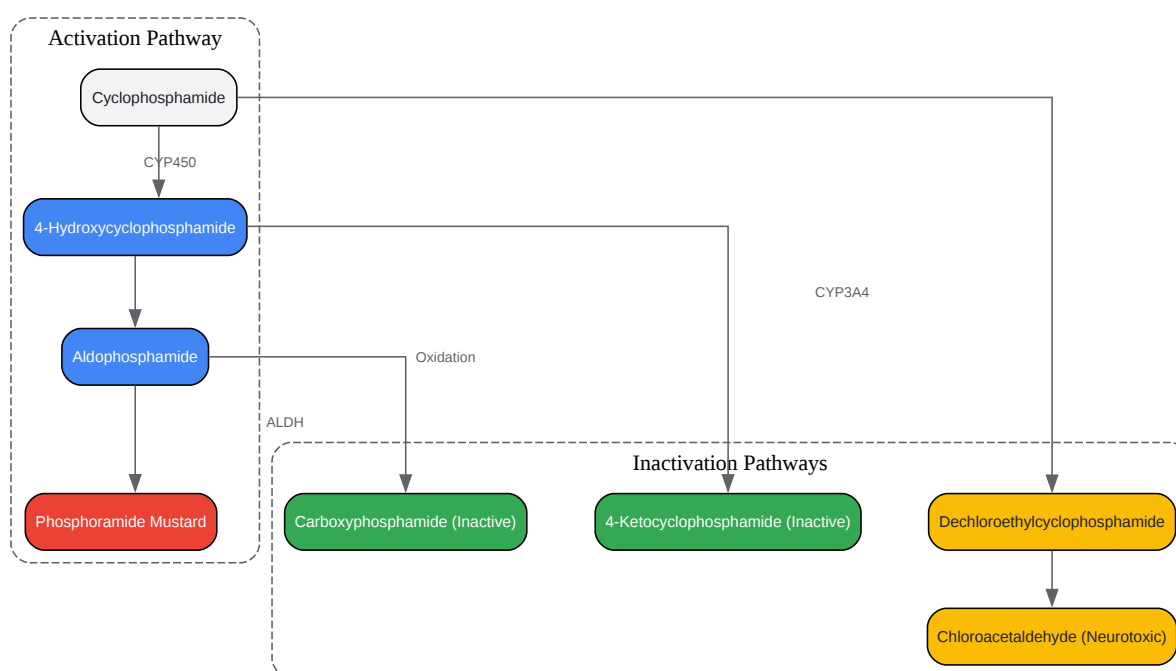 Activation Pathway
Cyclophosphamide
CYP450
4-Hydroxycyclophosphamide
CYP3A4
Aldophosphamide
Oxidation
ALDH
Inactivation Pathways
Phosphoramide Mustard
Carboxyphosphamide (Inactive)
4-Ketocyclophosphamide (Inactive)
Dechloroethylcyclophosphamide
Chloroacetaldehyde (Neurotoxic)